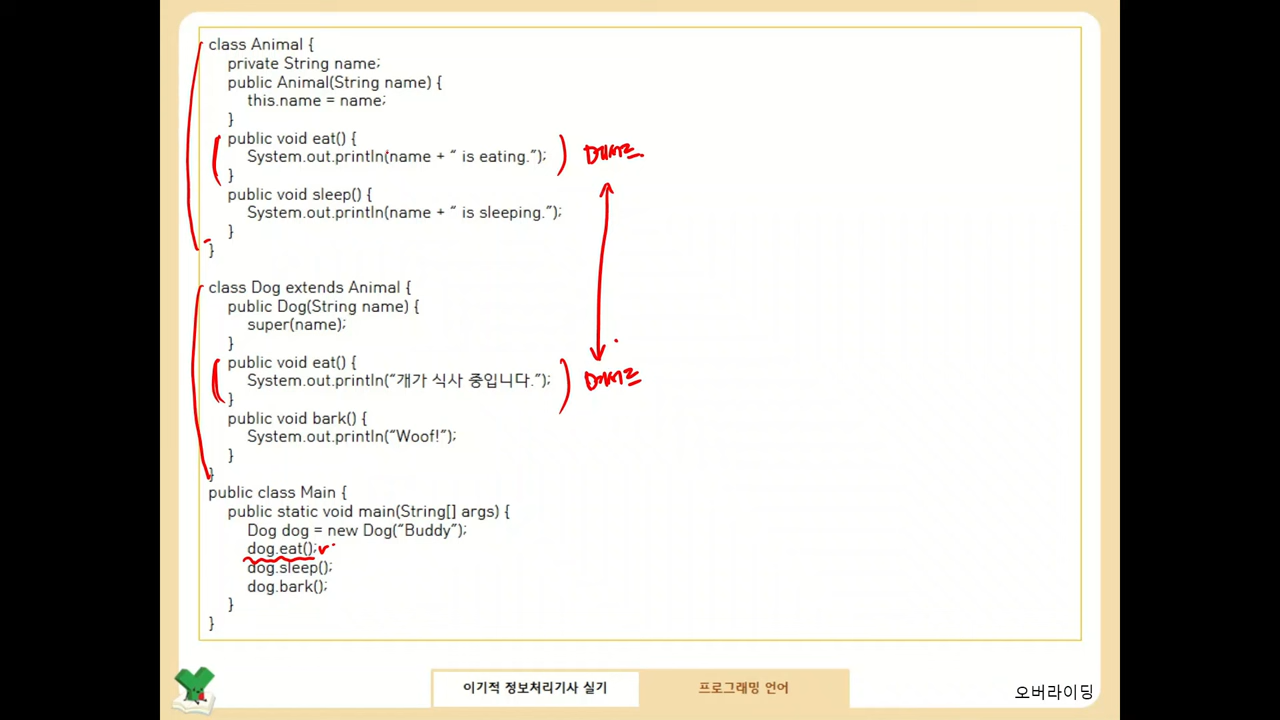 class Animal {
private String name;
public Animal(String name) {
this.name = name;
}
public void eat() {
System.out.println(name + “ is eating.”);
}
public void sleep() {
System.out.println(name + “ is sleeping.”);
}
}
class Dog extends Animal {
public Dog(String name) {
super(name);
}
public void eat() {
System.out.println(“개가 식사 중입니다.”);
}
public void bark() {
System.out.println(“Woof!”);
}
}
public class Main {
public static void main(String[] args) {
Dog dog = new Dog(“Buddy”);
dog.eat();
dog.sleep();
dog.bark();
}
}
이기적 정보처리기사 실기
프로그래밍 언어
오버라이딩